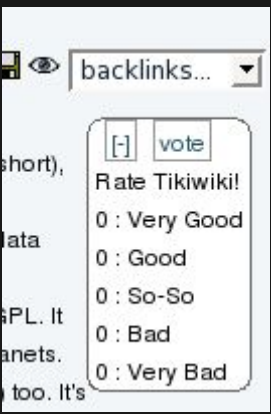 backlinks...
[-] vote
short),
Rate Tikiwiki!
0 : Very Good
data
0 : Good
0 : So-So
GPL. It
0 : Bad
anets.
0 : Very Bad
too. It's